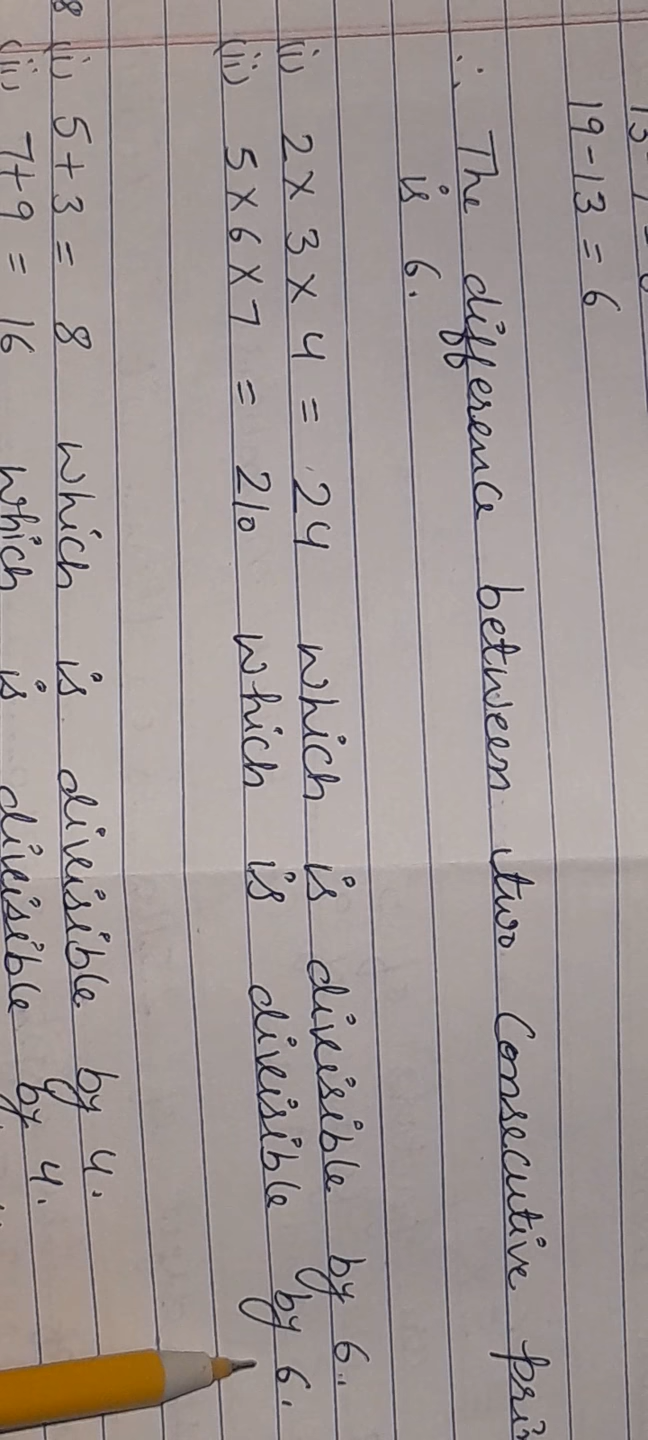 19-13 = 6
∴ The difference between two consecutive
is 6.
(i) 2 × 3 × 4 = 24 which is divisible by 6.
(ii) 5 × 6 × 7 = 210 which is divisible by 6.
8 (i) 5 + 3 = 8 which is divisible by 4.
(ii) 7 + 9 = 16 which is divisible by 4.